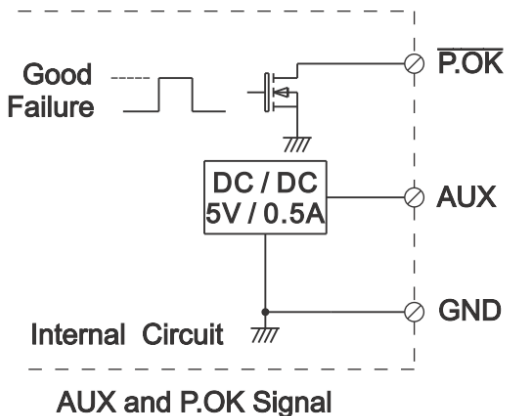 Good
Failure
P.OK
DC / DC
5V / 0.5A
AUX
GND
Internal Circuit
AUX and P.OK Signal